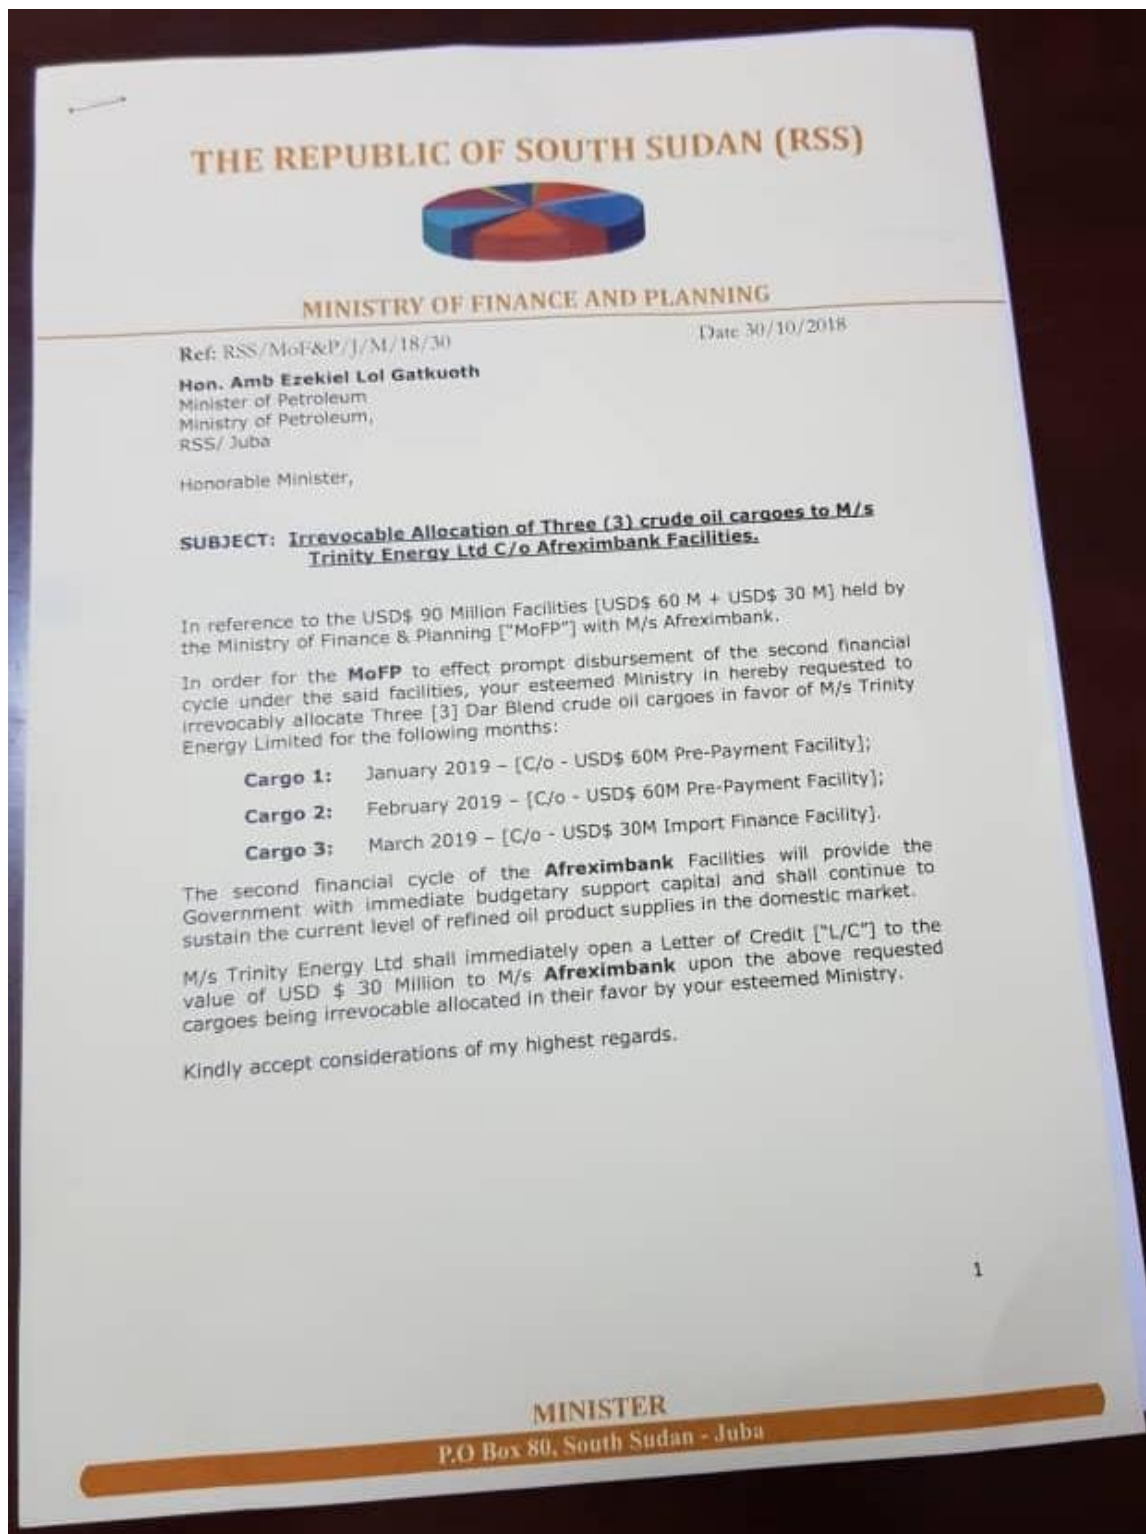 THE REPUBLIC OF SOUTH SUDAN (RSS)
MINISTRY OF FINANCE AND PLANNING
Ref: RSS/MoF&P/J/M/18/30
Date 30/10/2018
Hon. Amb Ezekiel Lol Gatkuoth
Minister of Petroleum
Ministry of Petroleum,
RSS/ Juba
Honorable Minister,
SUBJECT: Irrevocable Allocation of Three (3) crude oil cargoes to M/s
Trinity Energy Ltd C/o Afreximbank Facilities.
In reference to the USD$ 90 Million Facilities [USD$ 60 M + USD$ 30 M] held by
the Ministry of Finance & Planning ["MoFP"] with M/s Afreximbank.
In order for the MoFP to effect prompt disbursement of the second financial
cycle under the said facilities, your esteemed Ministry in hereby requested to
irrevocably allocate Three [3] Dar Blend crude oil cargoes in favor of M/s Trinity
Energy Limited for the following months:
Cargo 1: January 2019 – [C/o - USD$ 60M Pre-Payment Facility];
Cargo 2: February 2019 – [C/o - USD$ 60M Pre-Payment Facility];
Cargo 3: March 2019 – [C/o - USD$ 30M Import Finance Facility].
The second financial cycle of the Afreximbank Facilities will provide the
Government with immediate budgetary support capital and shall continue to
sustain the current level of refined oil product supplies in the domestic market.
M/s Trinity Energy Ltd shall immediately open a Letter of Credit ["L/C"] to the
value of USD $ 30 Million to M/s Afreximbank upon the above requested
cargoes being irrevocable allocated in their favor by your esteemed Ministry.
Kindly accept considerations of my highest regards.
1
MINISTER
P.O Box 80, South Sudan - Juba